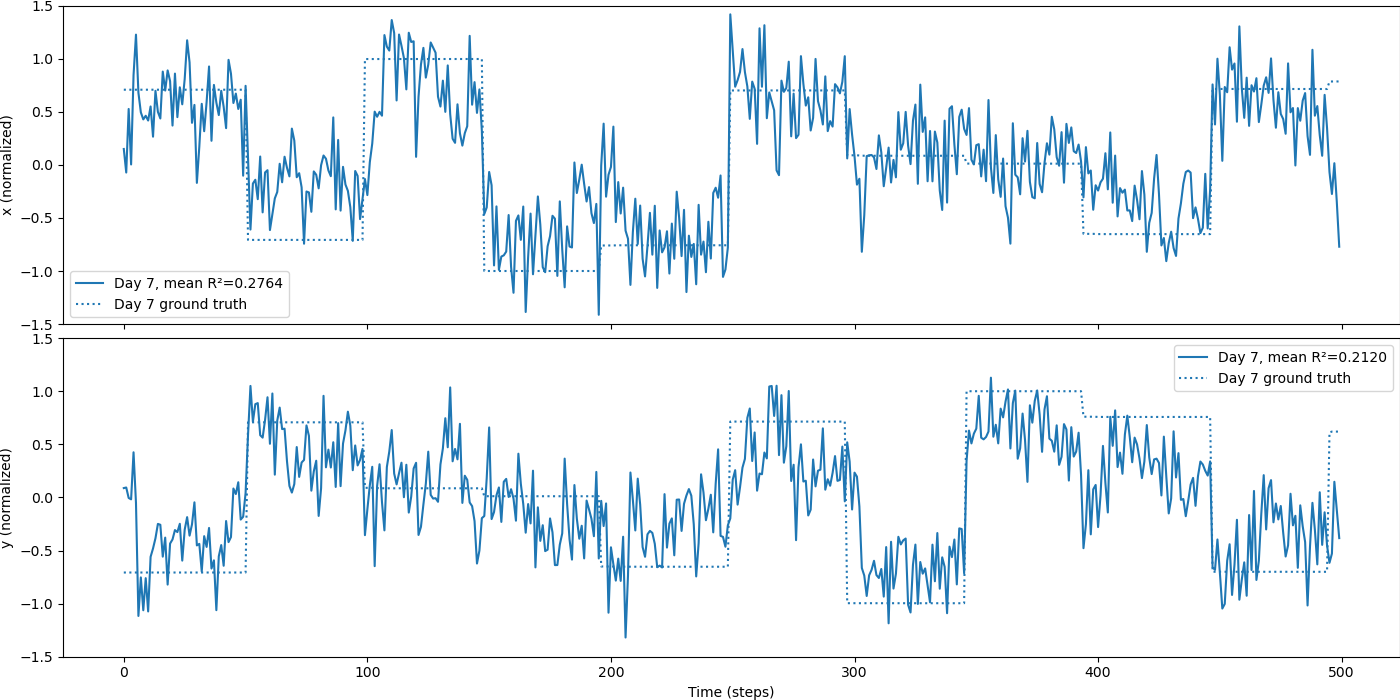 1.5
1.0
0.5
0.0
−0.5
−1.0
−1.5
x (normalized)
Day 7, mean R²=0.2764
Day 7 ground truth
1.5
1.0
0.5
0.0
−0.5
−1.0
−1.5
y (normalized)
Day 7, mean R²=0.2120
Day 7 ground truth
0 100 200 300 400 500
Time (steps)